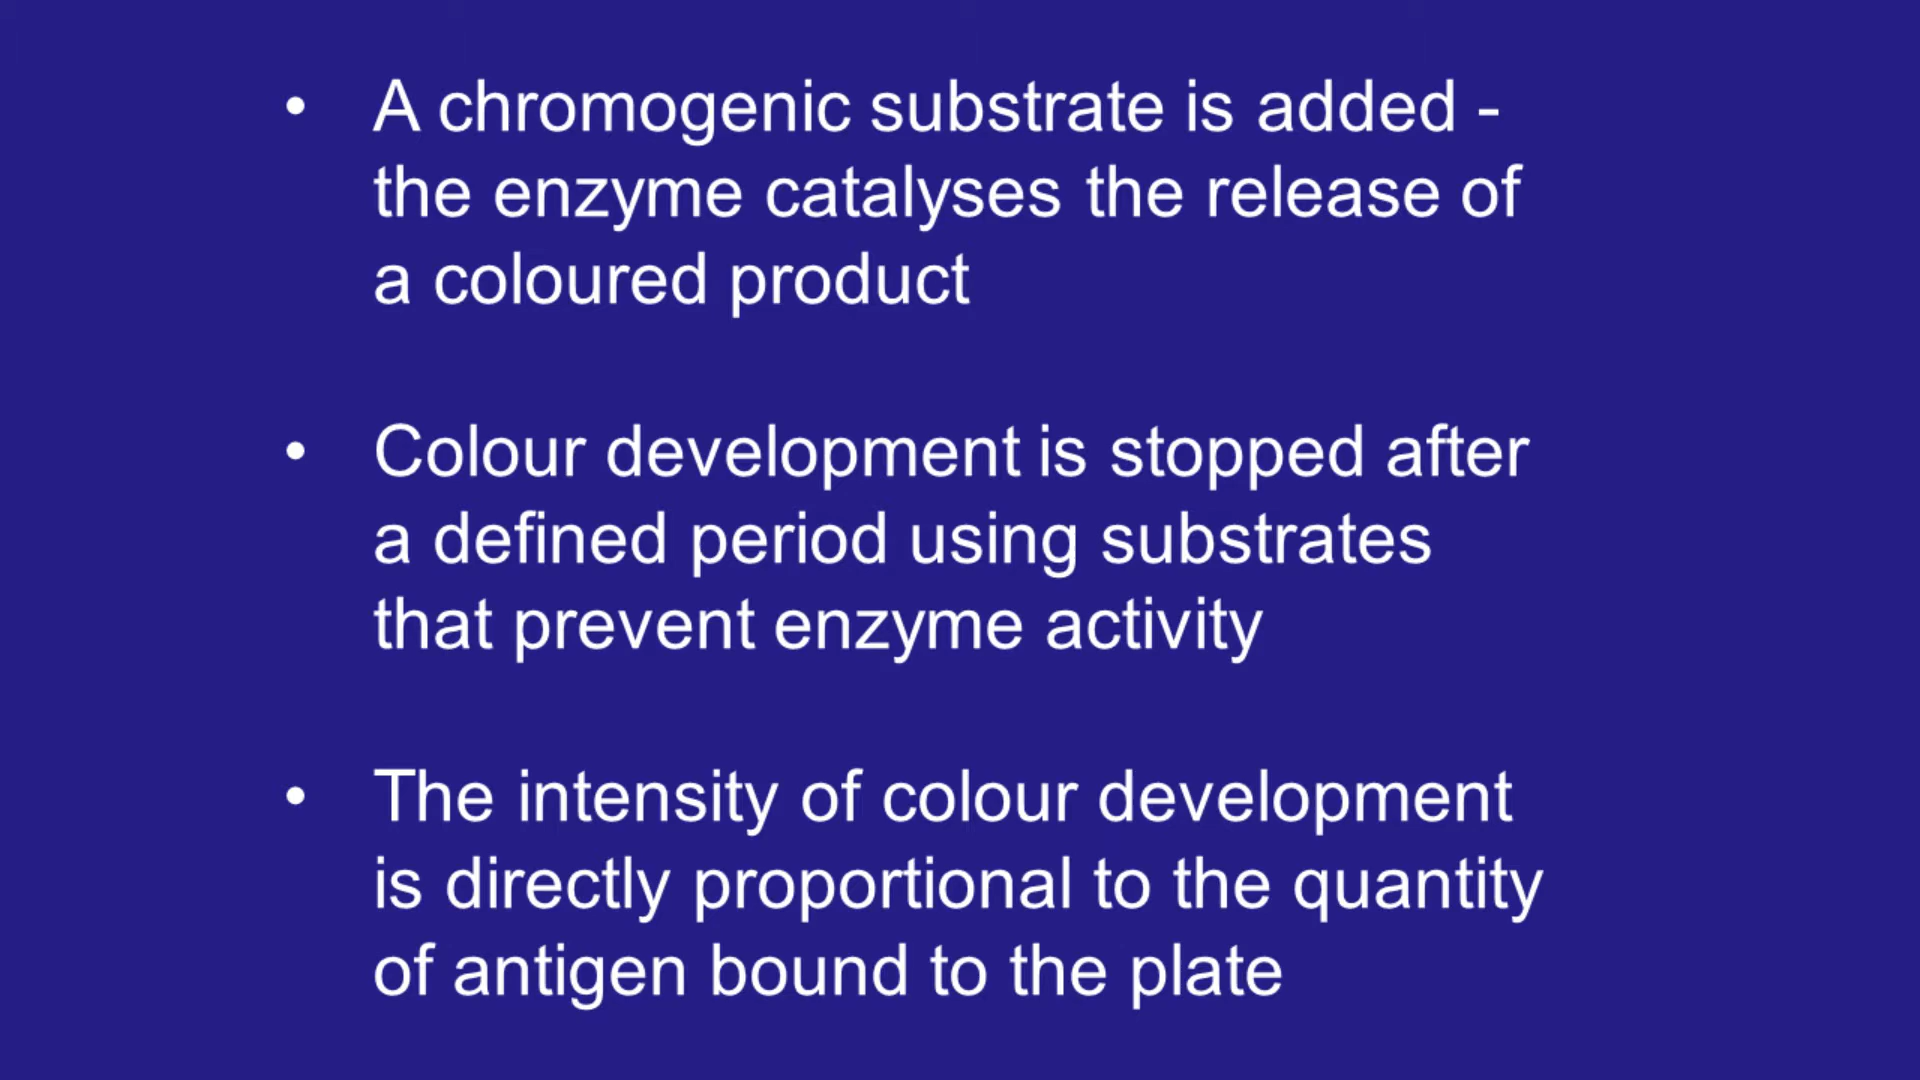 • A chromogenic substrate is added -
the enzyme catalyses the release of
a coloured product
• Colour development is stopped after
a defined period using substrates
that prevent enzyme activity
• The intensity of colour development
is directly proportional to the quantity
of antigen bound to the plate